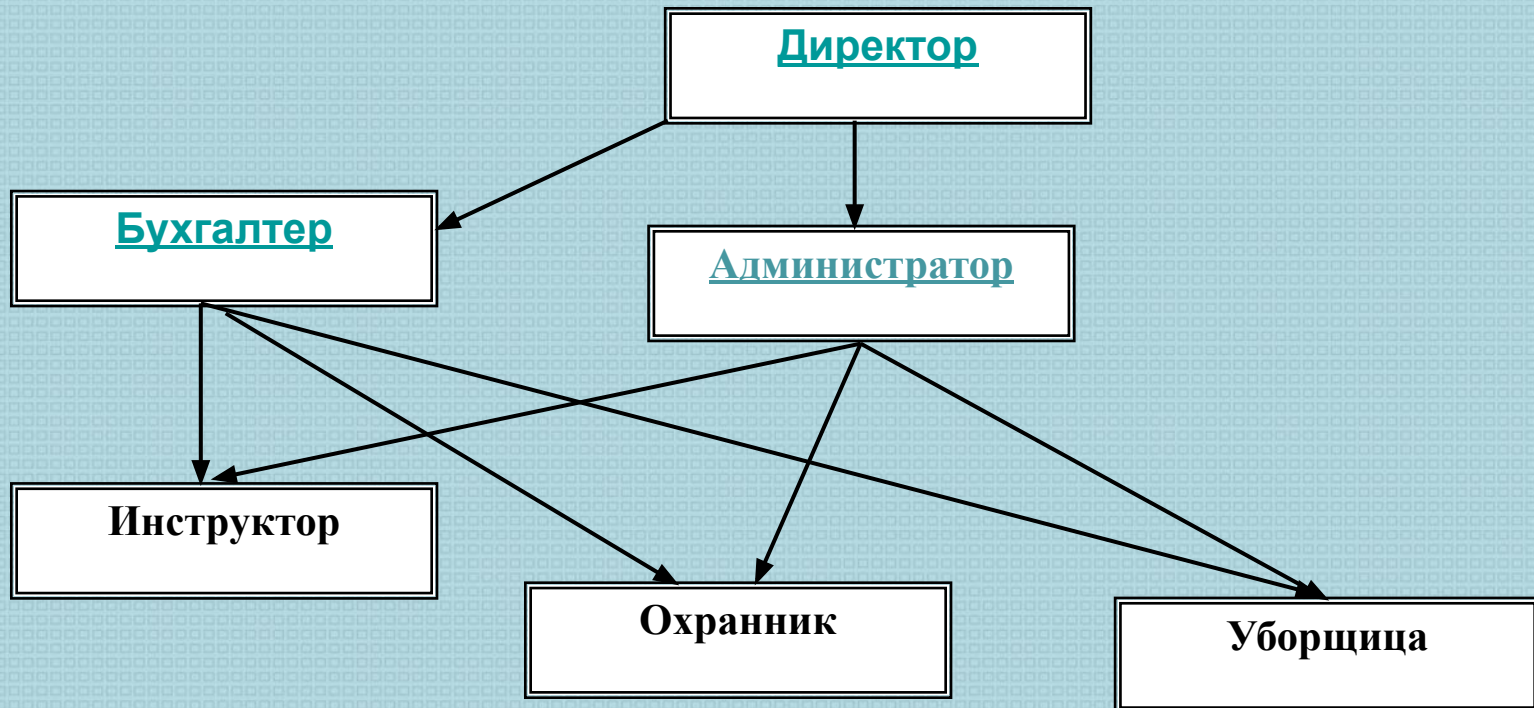 Директор
Бухгалтер
Администратор
Инструктор
Охранник
Уборщица